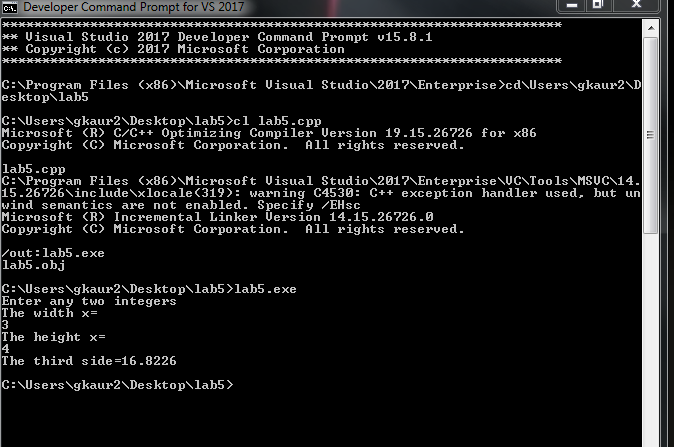 Developer Command Prompt for VS 2017
**********************************************************************
** Visual Studio 2017 Developer Command Prompt v15.8.1
** Copyright (c) 2017 Microsoft Corporation
**********************************************************************
C:\Program Files (x86)\Microsoft Visual Studio\2017\Enterprise>cd\Users\gkaur2\D
esktop\lab5
C:\Users\gkaur2\Desktop\lab5>cl lab5.cpp
Microsoft (R) C/C++ Optimizing Compiler Version 19.15.26726 for x86
Copyright (C) Microsoft Corporation.  All rights reserved.
lab5.cpp
C:\Program Files (x86)\Microsoft Visual Studio\2017\Enterprise\VC\Tools\MSVC\14.
15.26726\include\xlocale(319): warning C4530: C++ exception handler used, but un
wind semantics are not enabled. Specify /EHsc
Microsoft (R) Incremental Linker Version 14.15.26726.0
Copyright (C) Microsoft Corporation.  All rights reserved.
/out:lab5.exe
lab5.obj
C:\Users\gkaur2\Desktop\lab5>lab5.exe
Enter any two integers
The width x=
3
The height x=
4
The third side=16.8226
C:\Users\gkaur2\Desktop\lab5>